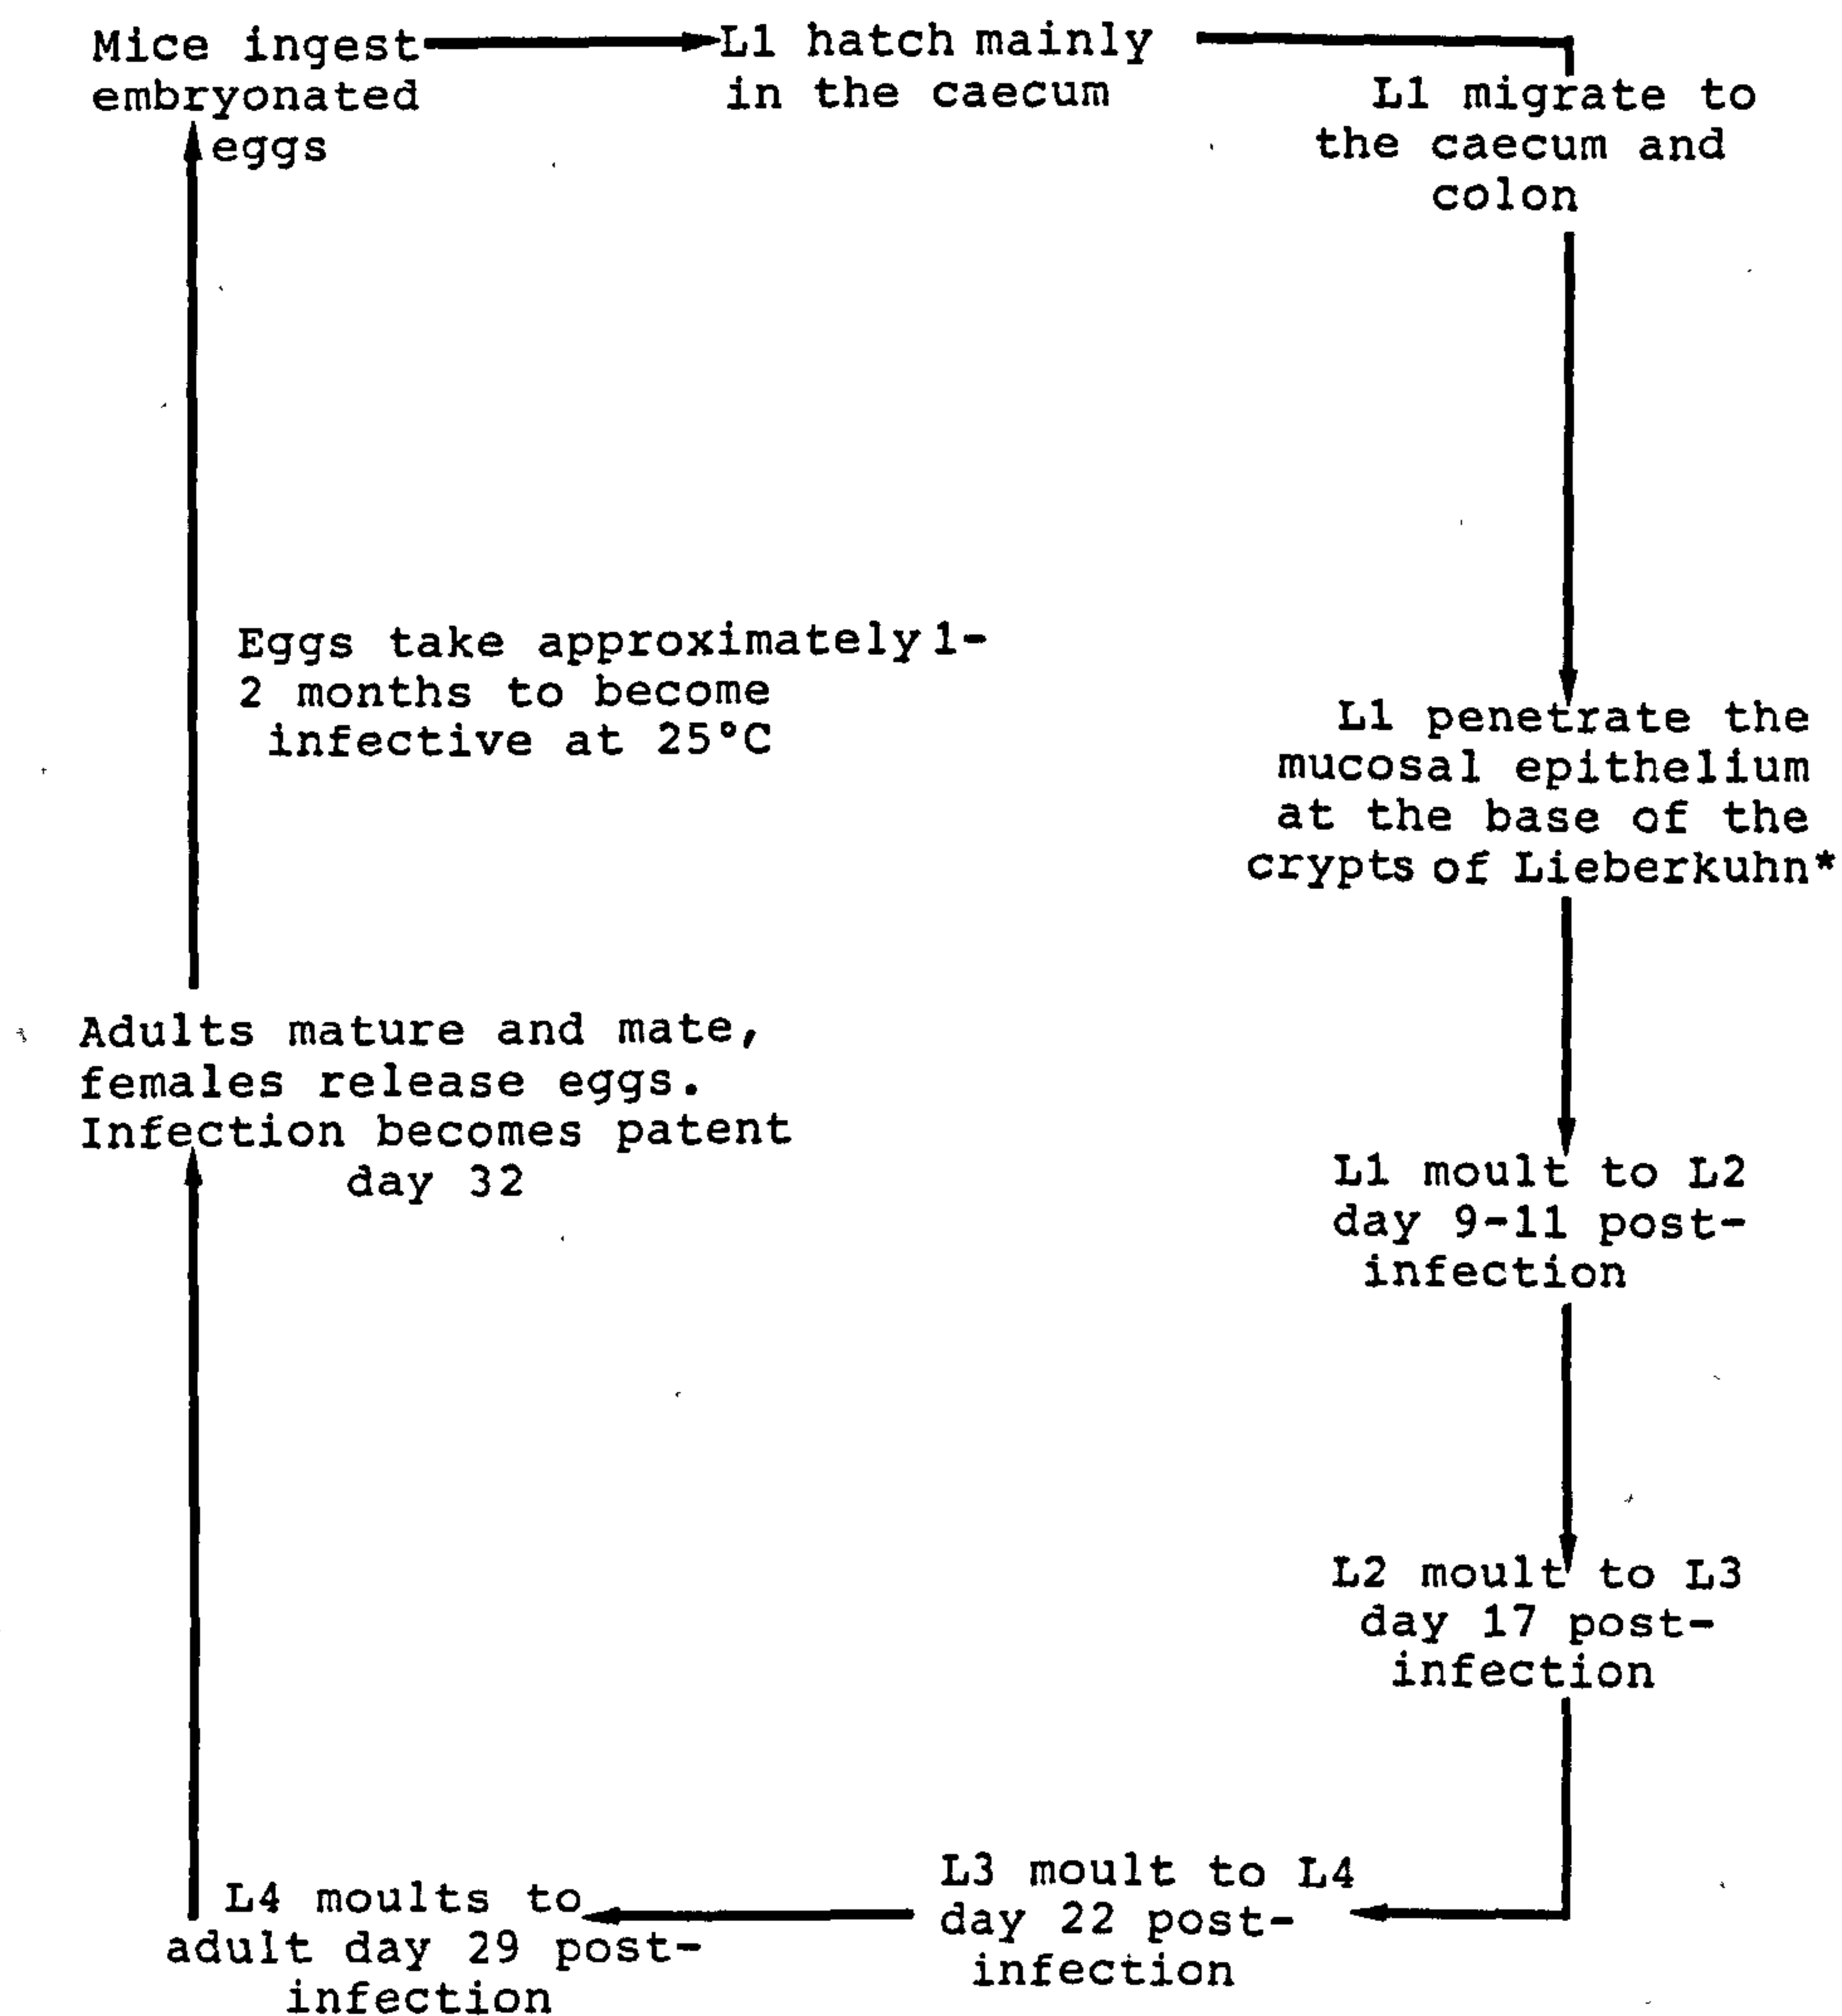 Mice ingest
embryonated
eggs
L1 hatch mainly
in the caecum
L1 migrate to
the caecum and
colon
L1 penetrate the
mucosal epithelium
at the base of the
crypts of Lieberkuhn*
L1 moult to L2
day 9-11 post-
infection
L2 moult to L3
day 17 post-
infection
L3 moult to L4
day 22 post-
infection
L4 moults to
adult day 29 post-
infection
Adults mature and mate,
females release eggs.
Infection becomes patent
day 32
Eggs take approximately 1-
2 months to become
infective at 25°C